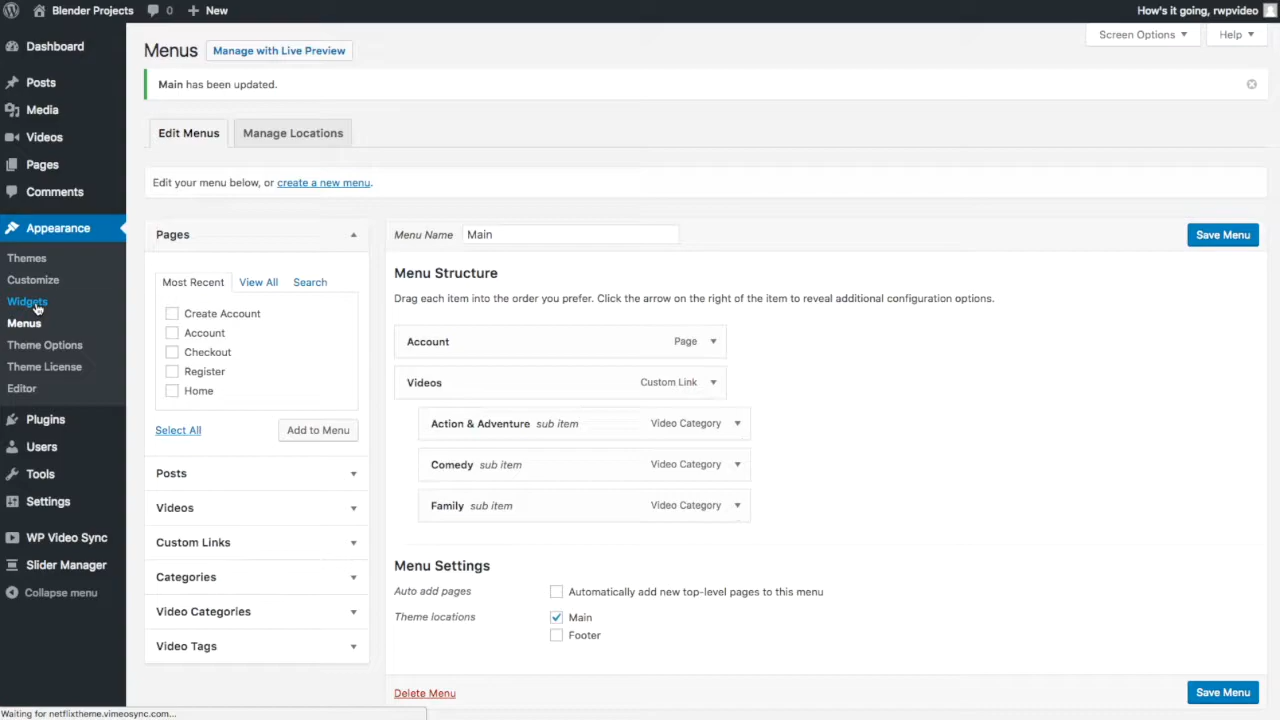 Blender Projects 0 + New How's it going, rwpvideo
Dashboard
Posts
Media
Videos
Pages
Comments
Appearance
Themes
Customize
Widgets
Menus
Theme Options
Theme License
Editor
Plugins
Users
Tools
Settings
WP Video Sync
Slider Manager
Collapse menu
Screen Options Help
Menus Manage with Live Preview
Main has been updated.
Edit Menus Manage Locations
Edit your menu below, or create a new menu.
Pages
Most Recent View All Search
Create Account
Account
Checkout
Register
Home
Select All Add to Menu
Posts
Videos
Custom Links
Categories
Video Categories
Video Tags
Menu Name Main Save Menu
Menu Structure
Drag each item into the order you prefer. Click the arrow on the right of the item to reveal additional configuration options.
Account Page
Videos Custom Link
Action & Adventure sub item Video Category
Comedy sub item Video Category
Family sub item Video Category
Menu Settings
Auto add pages Automatically add new top-level pages to this menu
Theme locations Main
Footer
Delete Menu Save Menu
Waiting for netflixtheme.vimeosync.com...